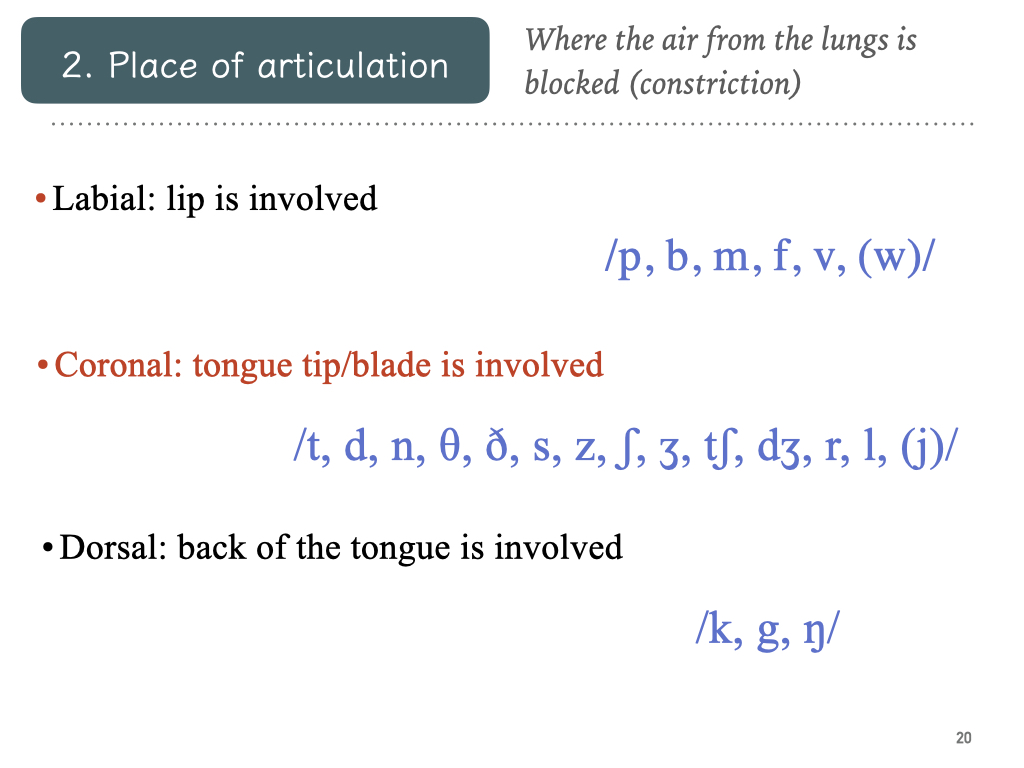 2. Place of articulation
Where the air from the lungs is
blocked (constriction)
•Labial: lip is involved
/p, b, m, f, v, (w)/
•Coronal: tongue tip/blade is involved
/t, d, n, θ, ð, s, z, ʃ, ʒ, tʃ, dʒ, r, l, (j)/
•Dorsal: back of the tongue is involved
/k, g, ŋ/
20